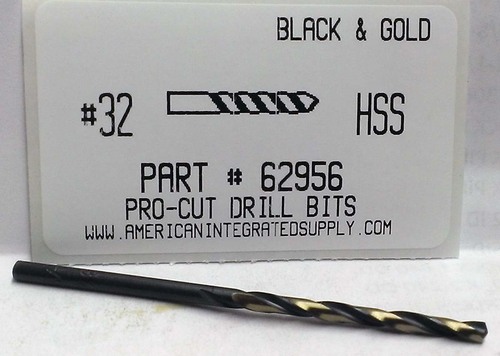 BLACK & GOLD
#32 HSS
PART # 62956
PRO-CUT DRILL BITS
WWW.AMERICANINTEGRATEDSUPPLY.COM